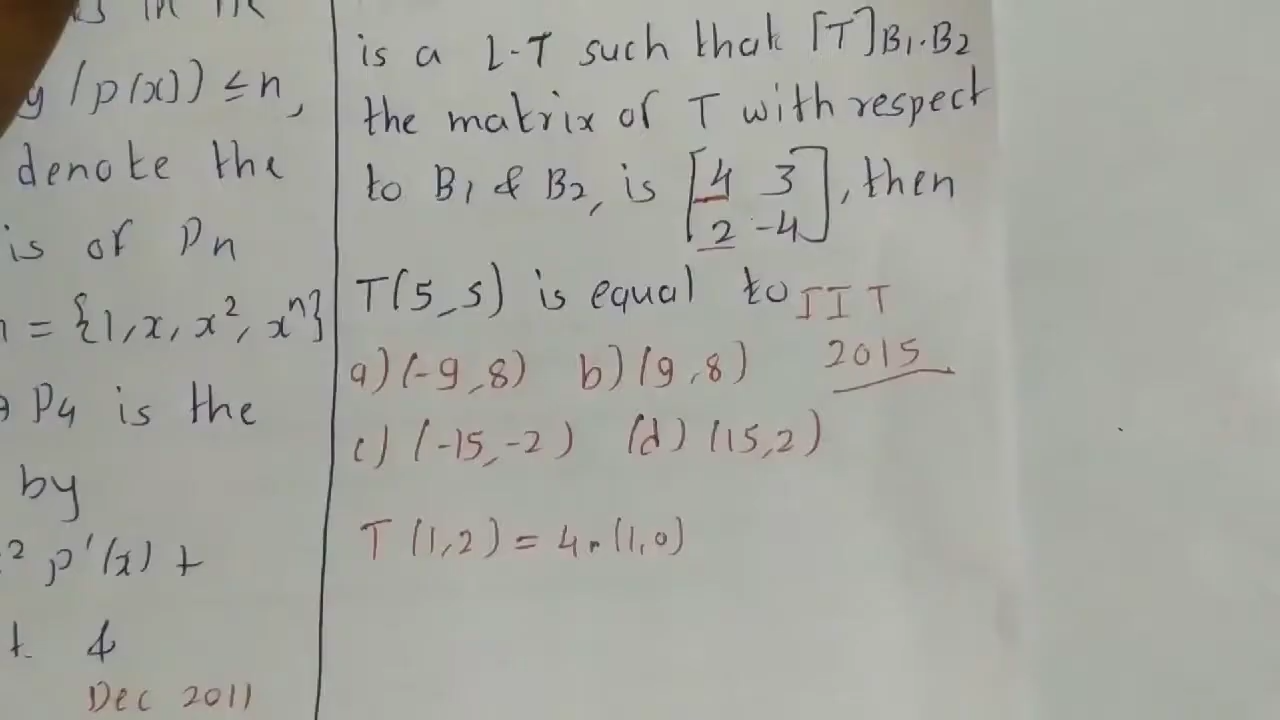 y (p(x)) ≤ n,
denote the
is of Pn
= {1, x, x², xⁿ}
P4 is the
by
² p'(x) +
t. &
Dec 2011
is a L-T such that [T]B1.B2
the matrix of T with respect
to B1 & B2, is [4 3
2 -4], then
T(5,5) is equal to IIT
2015
a) (-9,8) b) (9,8)
c) (-15,-2) (d) (15,2)
T (1,2) = 4.(1,0)